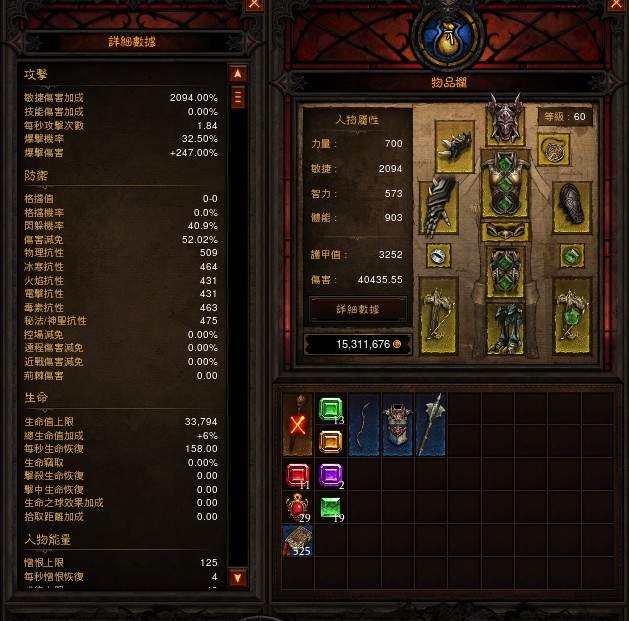 詳細數據
攻擊
敏捷傷害加成 2094.00%
技能傷害加成 0.00%
每秒攻擊次數 1.84
爆擊機率 32.50%
爆擊傷害 +247.00%
防禦
格擋值 0-0
格擋機率 0.0%
閃躲機率 40.9%
傷害減免 52.02%
物理抗性 509
冰寒抗性 464
火焰抗性 431
電擊抗性 431
毒素抗性 463
秘法/神聖抗性 475
控場減免 0.00%
遠程傷害減免 0.00%
近戰傷害減免 0.00%
荊棘傷害 0.00
生命
生命值上限 33,794
總生命值加成 +6%
每秒生命恢復 158.00
生命竊取 0.00%
擊殺生命恢復 0.00
擊中生命恢復 0.00
生命之球效果加成 0.00
拾取距離加成 0.00
人物能量
憎恨上限 125
每秒憎恨恢復 4
物品欄
等級：60
人物屬性
力量： 700
敏捷： 2094
智力： 573
體能： 903
護甲值： 3252
傷害： 40435.55
詳細數據
15,311,676
13
11
2
29
19
325